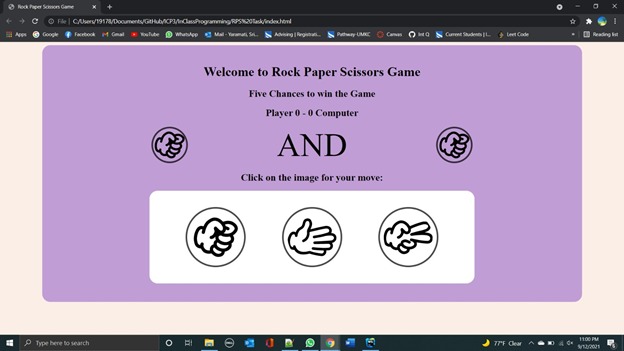 Rock Paper Scissors Game
File | C:/Users/19178/Documents/GitHub/ICP3/InClassProgramming/RPS%20Task/index.html
Apps Google Facebook Gmail YouTube WhatsApp Mail - Yaramati, Sri... Advising | Registrati... Pathway-UMKC Canvas Int Q Current Students | I... Leet Code » Reading list
Welcome to Rock Paper Scissors Game
Five Chances to win the Game
Player 0 - 0 Computer
AND
Click on the image for your move:
Type here to search
77°F Clear
11:00 PM
9/12/2021